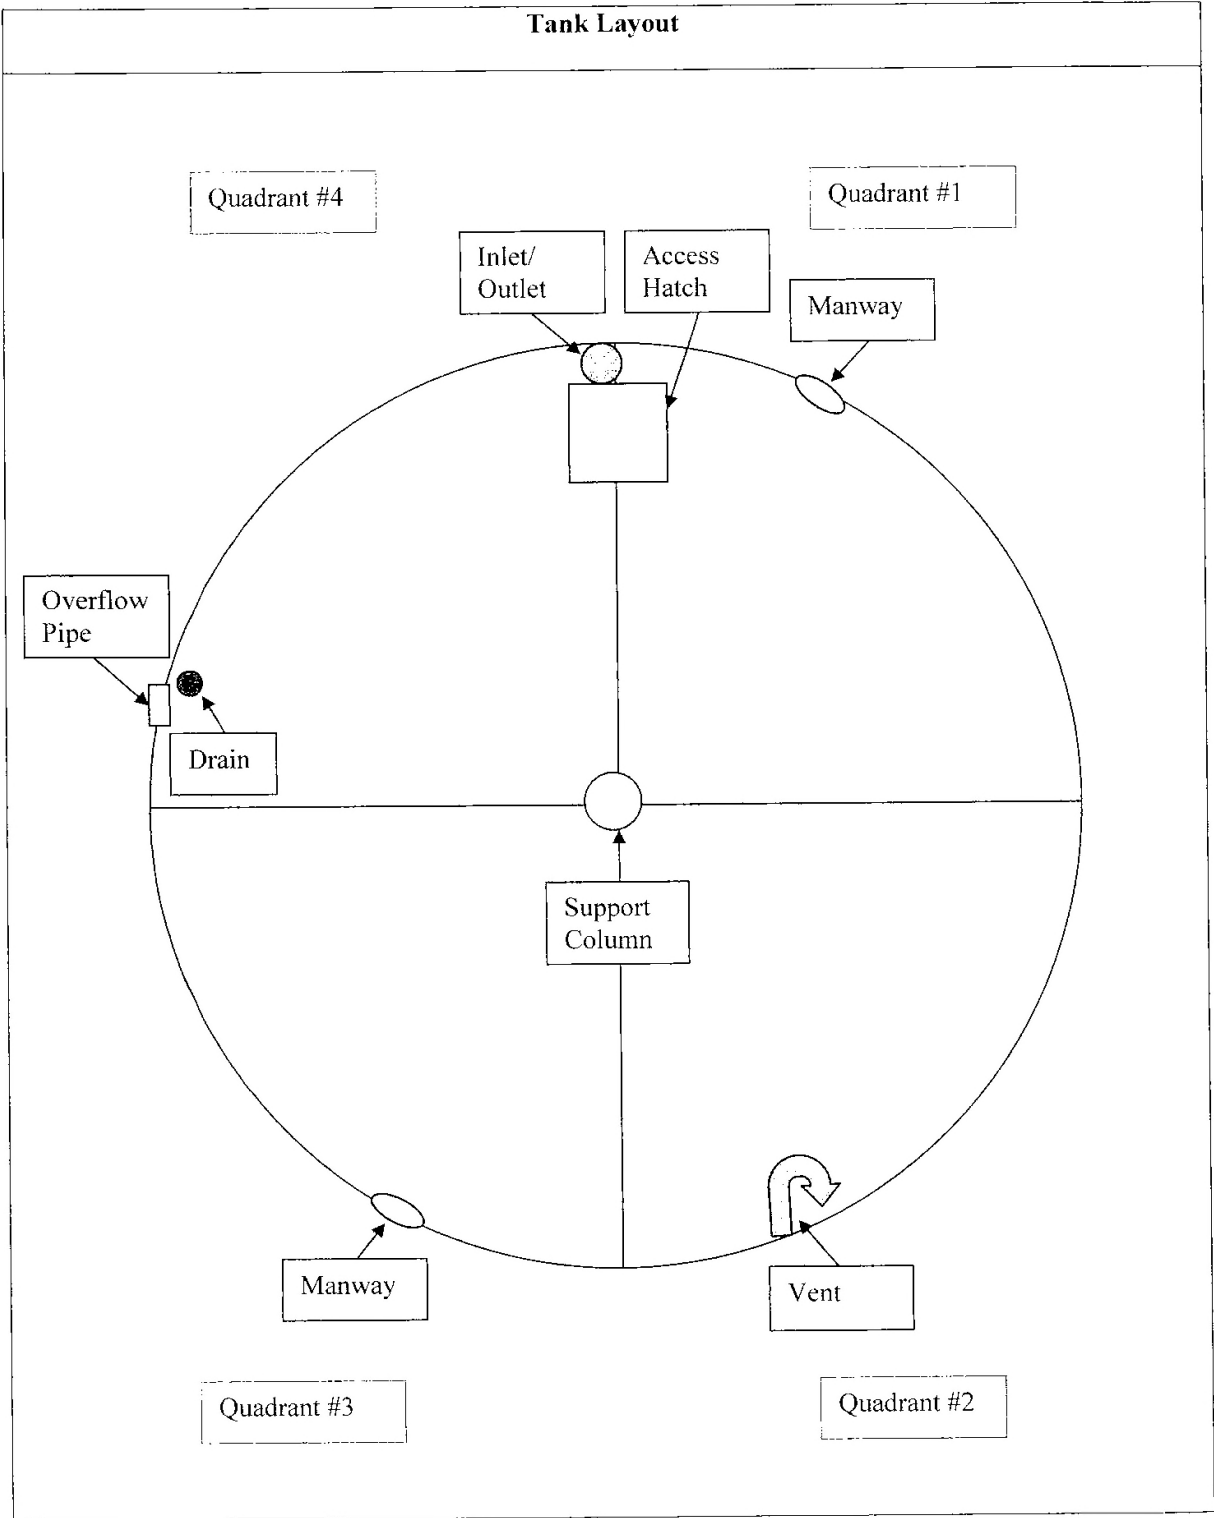 Tank Layout
Quadrant #4
Quadrant #1
Inlet/
Outlet
Access
Hatch
Manway
Overflow
Pipe
Drain
Support
Column
Manway
Vent
Quadrant #3
Quadrant #2